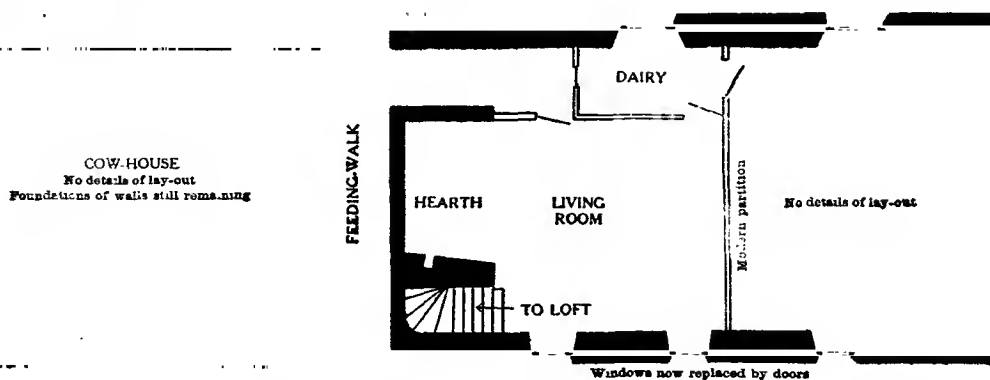 DAIRY
COW-HOUSE
No details of lay-out
Foundations of walls still remaining
FEEDING-WALK
HEARTH
LIVING
ROOM
Modern partition
No details of lay-out
TO LOFT
Windows now replaced by doors